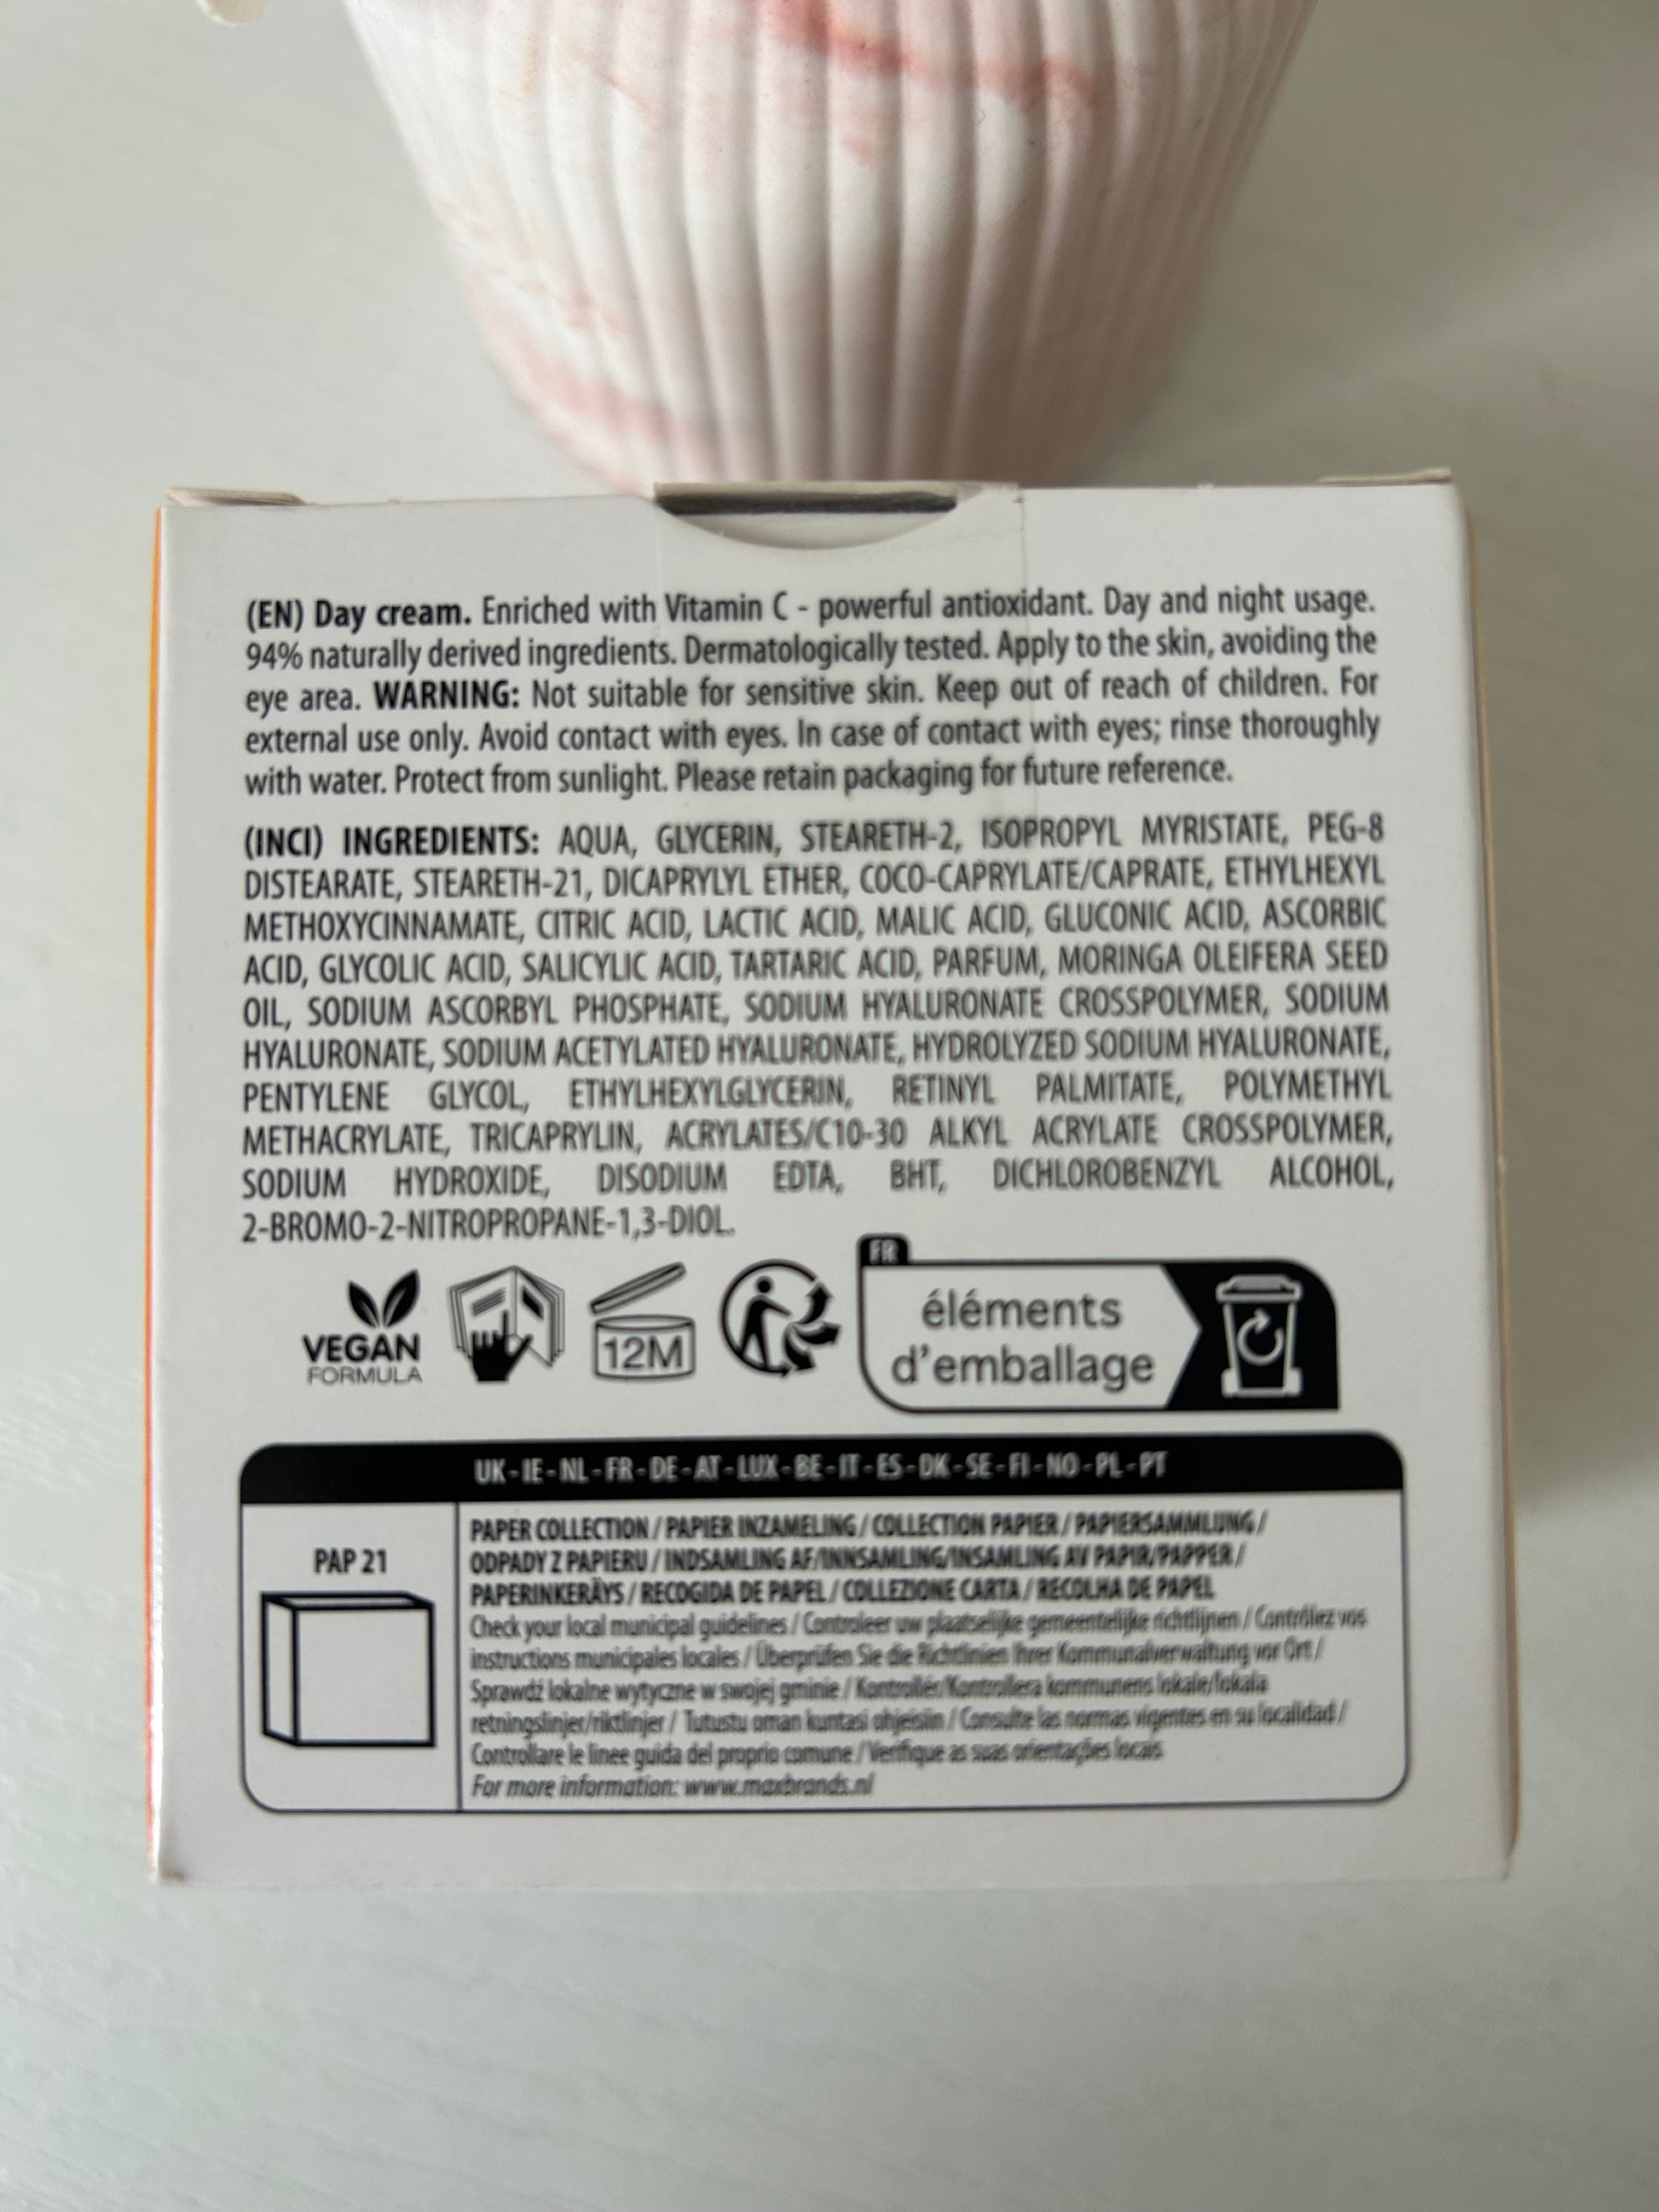 (EN) Day cream. Enriched with Vitamin C - powerful antioxidant. Day and night usage.
94% naturally derived ingredients. Dermatologically tested. Apply to the skin, avoiding the
eye area. WARNING: Not suitable for sensitive skin. Keep out of reach of children. For
external use only. Avoid contact with eyes. In case of contact with eyes; rinse thoroughly
with water. Protect from sunlight. Please retain packaging for future reference.
(INCI) INGREDIENTS: AQUA, GLYCERIN, STEARETH-2, ISOPROPYL MYRISTATE, PEG-8
DISTEARATE, STEARETH-21, DICAPRYLYL ETHER, COCO-CAPRYLATE/CAPRATE, ETHYLHEXYL
METHOXYCINNAMATE, CITRIC ACID, LACTIC ACID, MALIC ACID, GLUCONIC ACID, ASCORBIC
ACID, GLYCOLIC ACID, SALICYLIC ACID, TARTARIC ACID, PARFUM, MORINGA OLEIFERA SEED
OIL, SODIUM ASCORBYL PHOSPHATE, SODIUM HYALURONATE CROSSPOLYMER, SODIUM
HYALURONATE, SODIUM ACETYLATED HYALURONATE, HYDROLYZED SODIUM HYALURONATE,
PENTYLENE GLYCOL, ETHYLHEXYLGLYCERIN, RETINYL PALMITATE, POLYMETHYL
METHACRYLATE, TRICAPRYLIN, ACRYLATES/C10-30 ALKYL ACRYLATE CROSSPOLYMER,
SODIUM HYDROXIDE, DISODIUM EDTA, BHT, DICHLOROBENZYL ALCOHOL,
2-BROMO-2-NITROPROPANE-1,3-DIOL.
VEGAN
FORMULA
12M
FR
éléments
d'emballage
UK - IE - NL - FR - DE - AT - LUX - BE - IT - ES - DK - SE - FI - NO - PL - PT
PAP 21
PAPER COLLECTION / PAPIER INZAMELING / COLLECTION PAPIER / PAPIERSAMMLUNG /
ODPADY Z PAPIERU / INDSAMLING AF/INNSAMLING/INSAMLING AV PAPIR/PAPPER /
PAPERINKERÄYS / RECOGIDA DE PAPEL / COLLEZIONE CARTA / RECOLHA DE PAPEL
Check your local municipal guidelines / Controleer uw plaatselijke gemeentelijke richtlijnen / Contrôlez vos
instructions municipales locales / Überprüfen Sie die Richtlinien Ihrer Kommunalverwaltung vor Ort /
Sprawdź lokalne wytyczne w swojej gminie / Kontrollér/Kontrollera kommunens lokale/lokala
retningslinjer/riktlinjer / Tutustu oman kuntasi ohjeisiin / Consulte las normas vigentes en su localidad /
Controllare le linee guida del proprio comune / Verifique as suas orientações locais
For more information: www.maxbrands.nl